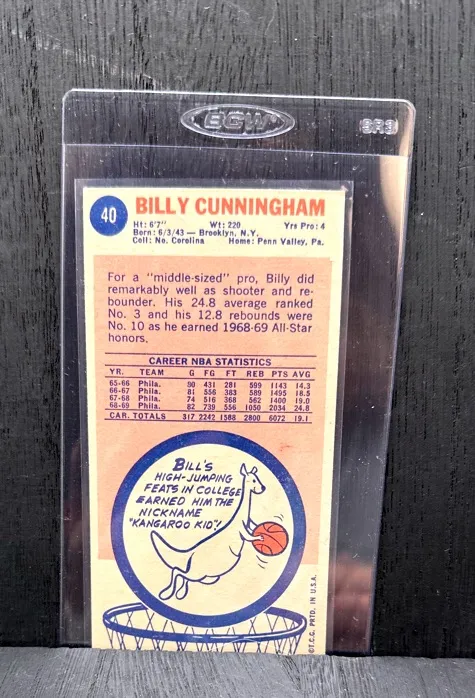 BCW
40
BILLY CUNNINGHAM
Ht: 6'7" Wt: 220 Yrs Pro: 4
Born: 6/3/43 — Brooklyn, N.Y.
Coll: No. Corolina Home: Penn Valley, Pa.
For a "middle-sized" pro, Billy did
remarkably well as shooter and re-
bounder. His 24.8 average ranked
No. 3 and his 12.8 rebounds were
No. 10 as he earned 1968-69 All-Star
honors.
CAREER NBA STATISTICS
YR. TEAM G FG FT REB PTS AVG
65-66 Phila. 90 431 281 599 1143 14.3
66-67 Phila. 81 556 383 589 1495 18.5
67-68 Phila. 74 516 368 562 1400 19.0
68-69 Phila. 82 739 556 1050 2034 24.8
CAR. TOTALS 317 2242 1588 2800 6072 19.1
BILL'S
HIGH-JUMPING
FEATS IN COLLEGE
EARNED HIM THE
NICKNAME
"KANGAROO KID"!
©T.C.G. PRTD. IN U.S.A.